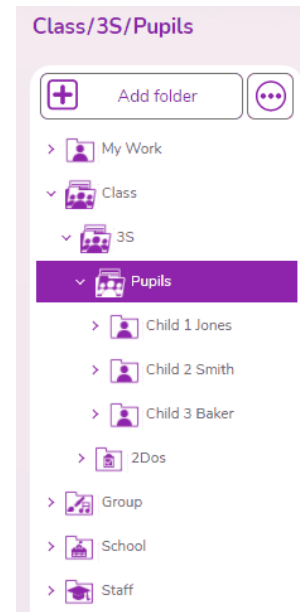 Class/3S/Pupils
Add folder
My Work
Class
3S
Pupils
Child 1 Jones
Child 2 Smith
Child 3 Baker
2Dos
Group
School
Staff